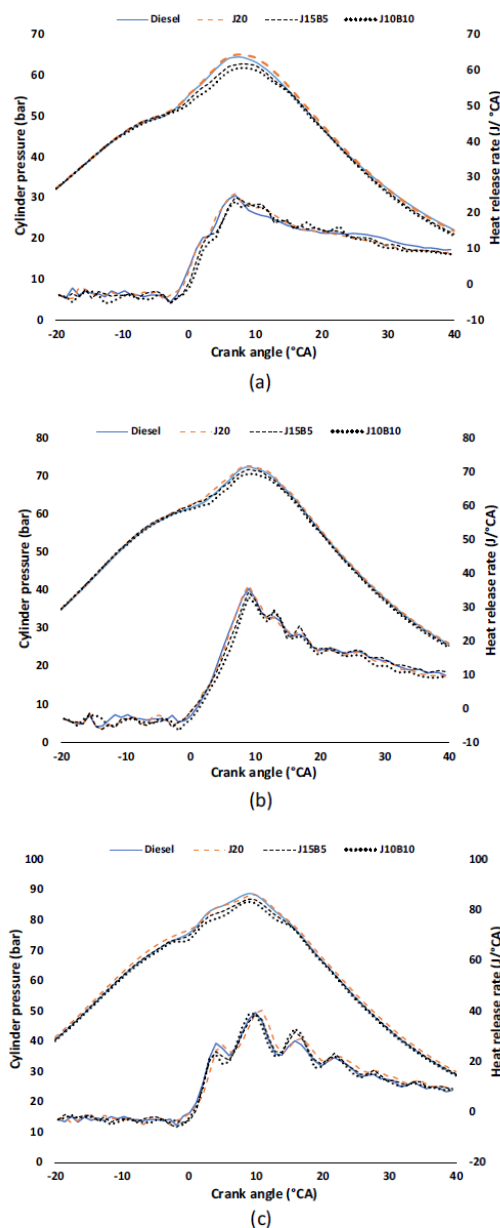 Diesel J20 J15B5 J10B10
70 70
60 60
50 50
40 40
30 30
20 20
10 10
0 0
-10
-20 -10 0 10 20 30 40
Cylinder pressure (bar)
Heat release rate (J/ °CA)
Crank angle (°CA)
(a)
Diesel J20 J15B5 J10B10
80 80
70 70
60 60
50 50
40 40
30 30
20 20
10 10
0 0
-10
-20 -10 0 10 20 30 40
Cylinder pressure (bar)
Heat release rate (J/°CA)
Crank angle (°CA)
(b)
Diesel J20 J15B5 J10B10
100 100
90
80 80
70
60 60
50
40 40
30
20 20
10
0 0
-20
-20 -10 0 10 20 30 40
Cylinder pressure (bar)
Heat release rate (J/°CA)
Crank angle (°CA)
(c)